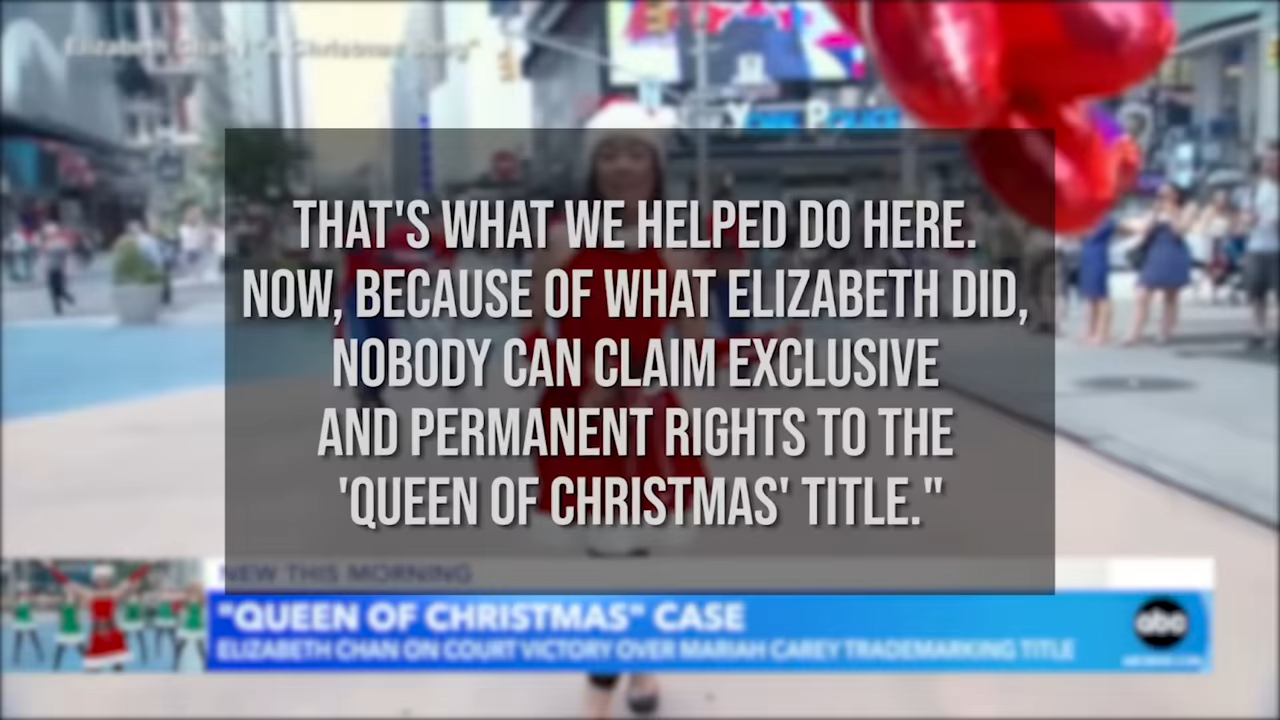 THAT'S WHAT WE HELPED DO HERE.
NOW, BECAUSE OF WHAT ELIZABETH DID,
NOBODY CAN CLAIM EXCLUSIVE
AND PERMANENT RIGHTS TO THE
'QUEEN OF CHRISTMAS' TITLE."
NEW THIS MORNING
"QUEEN OF CHRISTMAS" CASE
ELIZABETH CHAN ON COURT VICTORY OVER MARIAH CAREY TRADEMARKING TITLE
abc